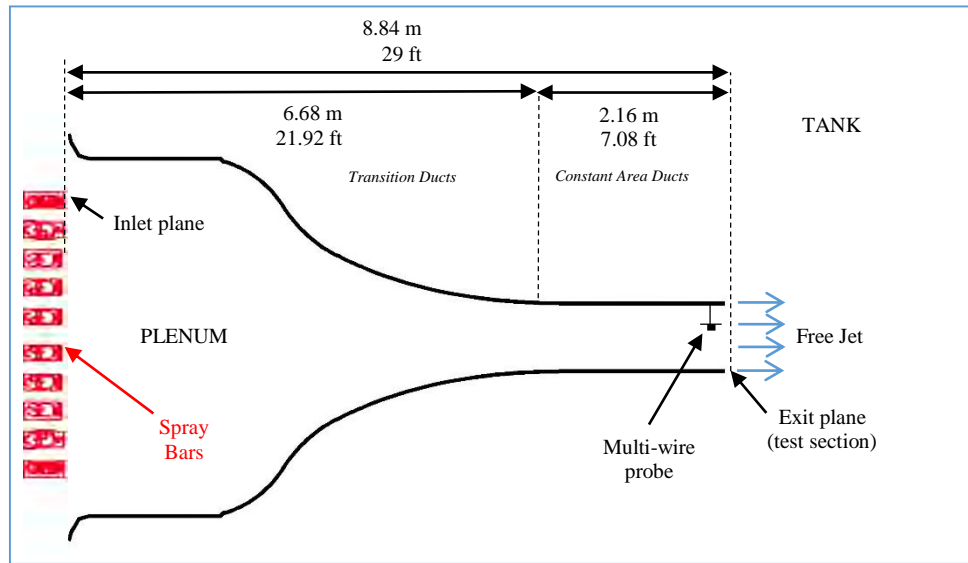 8.84 m
29 ft
6.68 m
21.92 ft
2.16 m
7.08 ft
TANK
Transition Ducts
Constant Area Ducts
Inlet plane
PLENUM
Free Jet
Spray
Bars
Multi-wire
probe
Exit plane
(test section)